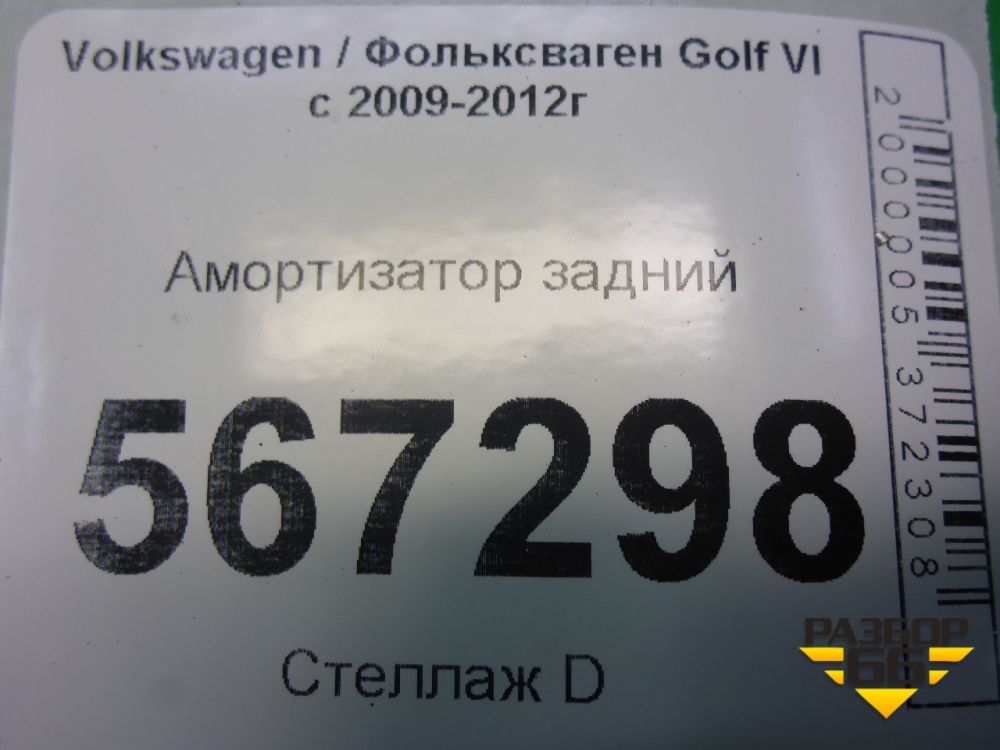 Volkswagen / Фольксваген Golf VI
с 2009-2012г
Амортизатор задний
567298
Стеллаж D
2000005372308
РАЗБОР
66